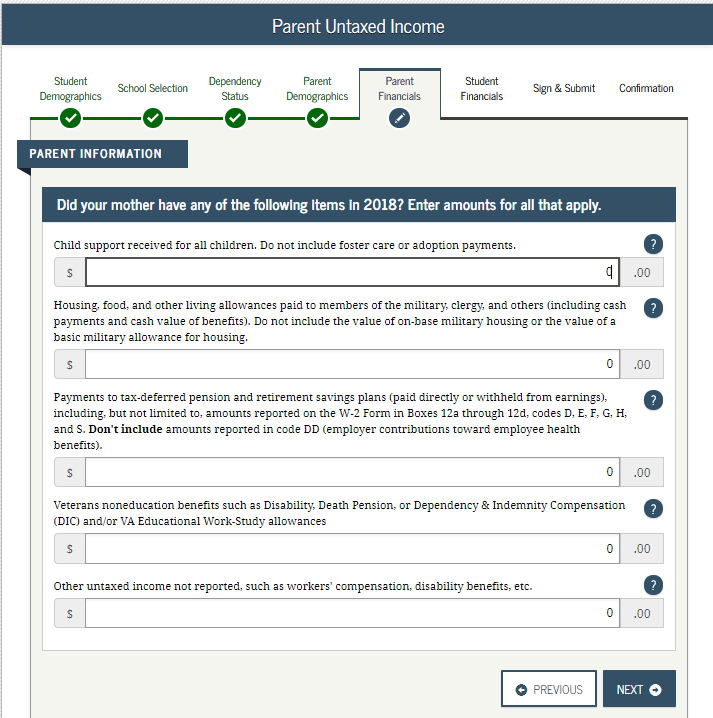 Parent Untaxed Income
Student Demographics
School Selection
Dependency Status
Parent Demographics
Parent Financials
Student Financials
Sign & Submit
Confirmation
PARENT INFORMATION
Did your mother have any of the following items in 2018? Enter amounts for all that apply.
Child support received for all children. Do not include foster care or adoption payments.
?
$ 0 .00
Housing, food, and other living allowances paid to members of the military, clergy, and others (including cash
payments and cash value of benefits). Do not include the value of on-base military housing or the value of a
basic military allowance for housing.
?
$ 0 .00
Payments to tax-deferred pension and retirement savings plans (paid directly or withheld from earnings),
including, but not limited to, amounts reported on the W-2 Form in Boxes 12a through 12d, codes D, E, F, G, H,
and S. Don't include amounts reported in code DD (employer contributions toward employee health
benefits).
?
$ 0 .00
Veterans noneducation benefits such as Disability, Death Pension, or Dependency & Indemnity Compensation
(DIC) and/or VA Educational Work-Study allowances
?
$ 0 .00
Other untaxed income not reported, such as workers' compensation, disability benefits, etc.
?
$ 0 .00
PREVIOUS
NEXT